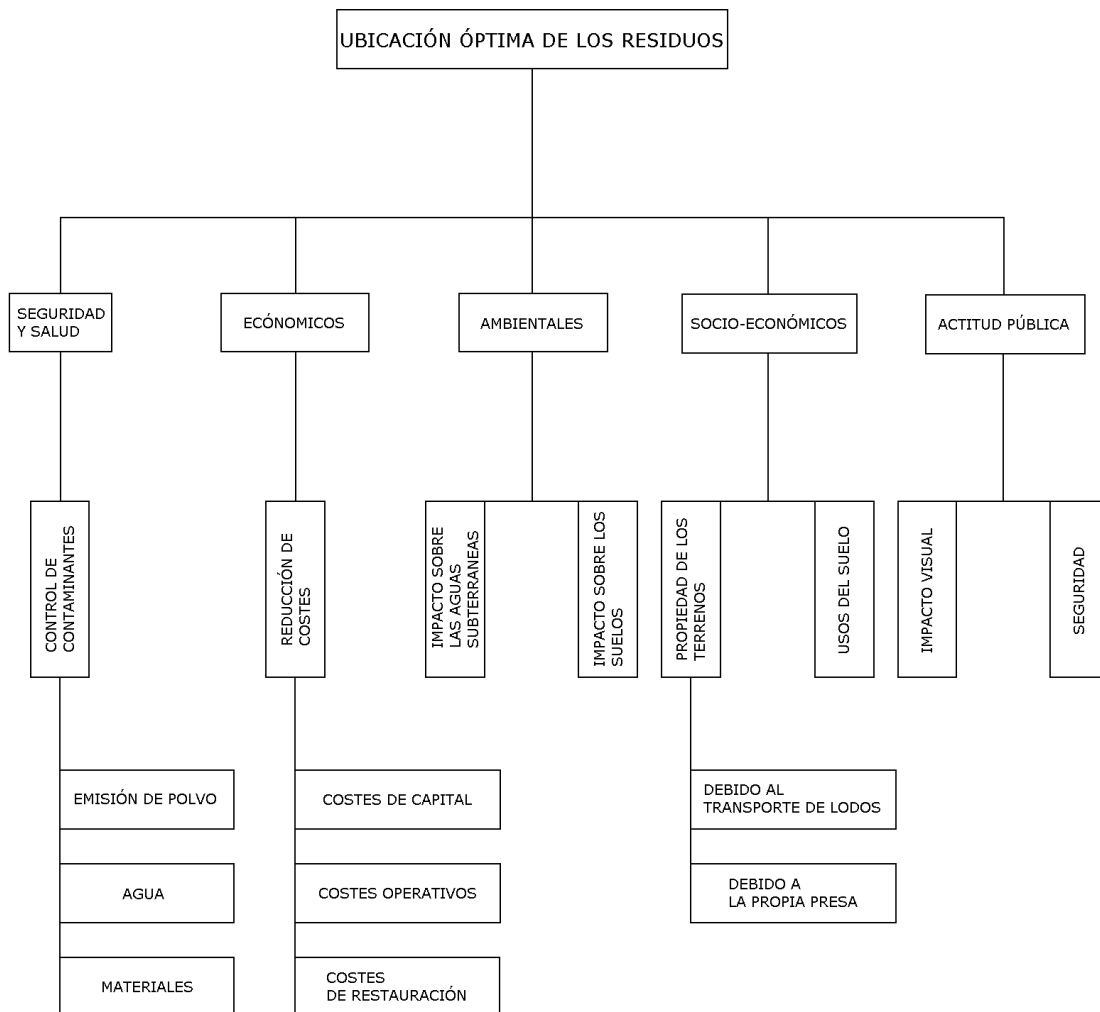 UBICACIÓN ÓPTIMA DE LOS RESIDUOS
SEGURIDAD
Y SALUD
ECÓNOMICOS
AMBIENTALES
SOCIO-ECONÓMICOS
ACTITUD PÚBLICA
CONTROL DE
CONTAMINANTES
REDUCCIÓN DE
COSTES
IMPACTO SOBRE
LAS AGUAS
SUBTERRANEAS
IMPACTO SOBRE LOS
SUELOS
PROPIEDAD DE LOS
TERRENOS
USOS DEL SUELO
IMPACTO VISUAL
SEGURIDAD
EMISIÓN DE POLVO
COSTES DE CAPITAL
DEBIDO AL
TRANSPORTE DE LODOS
AGUA
COSTES OPERATIVOS
DEBIDO A
LA PROPIA PRESA
MATERIALES
COSTES
DE RESTAURACIÓN